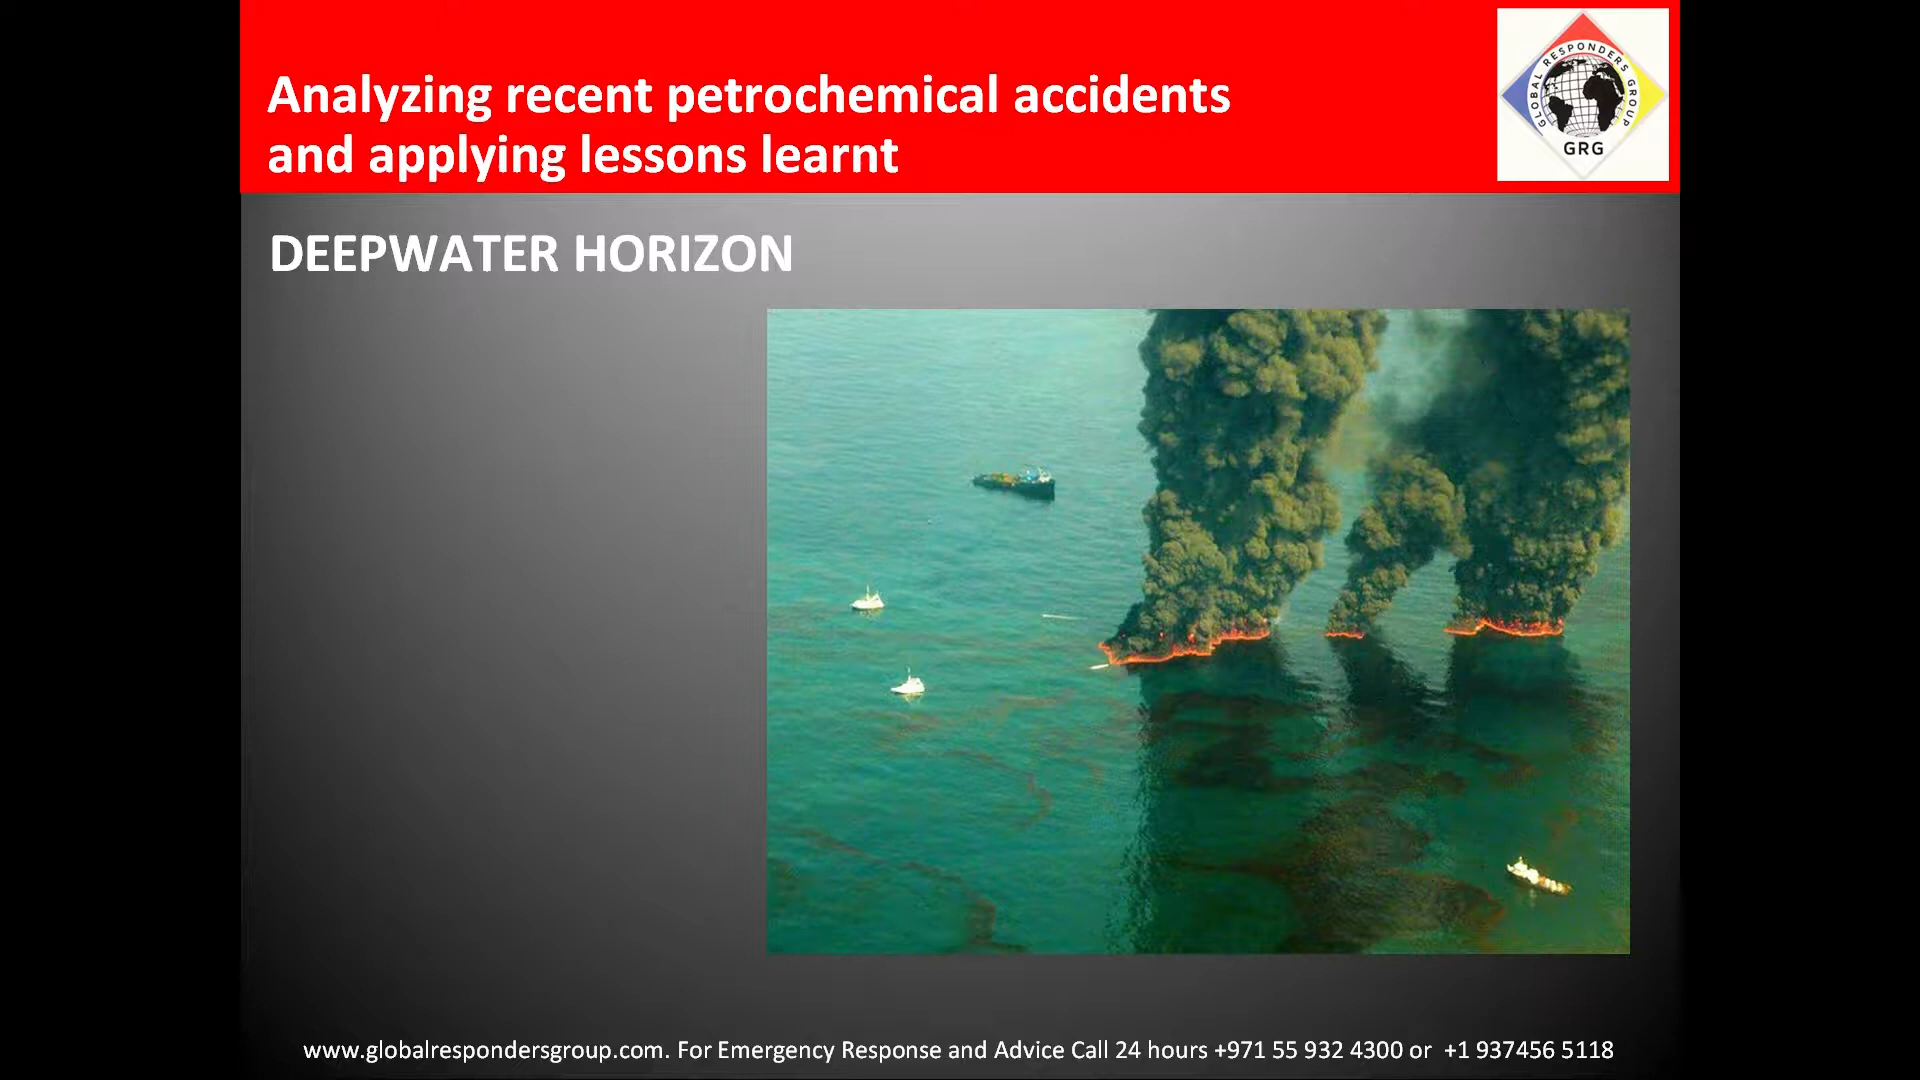 Analyzing recent petrochemical accidents
and applying lessons learnt
GLOBAL RESPONDERS GROUP
GRG
DEEPWATER HORIZON
www.globalrespondersgroup.com. For Emergency Response and Advice Call 24 hours +971 55 932 4300 or +1 937456 5118